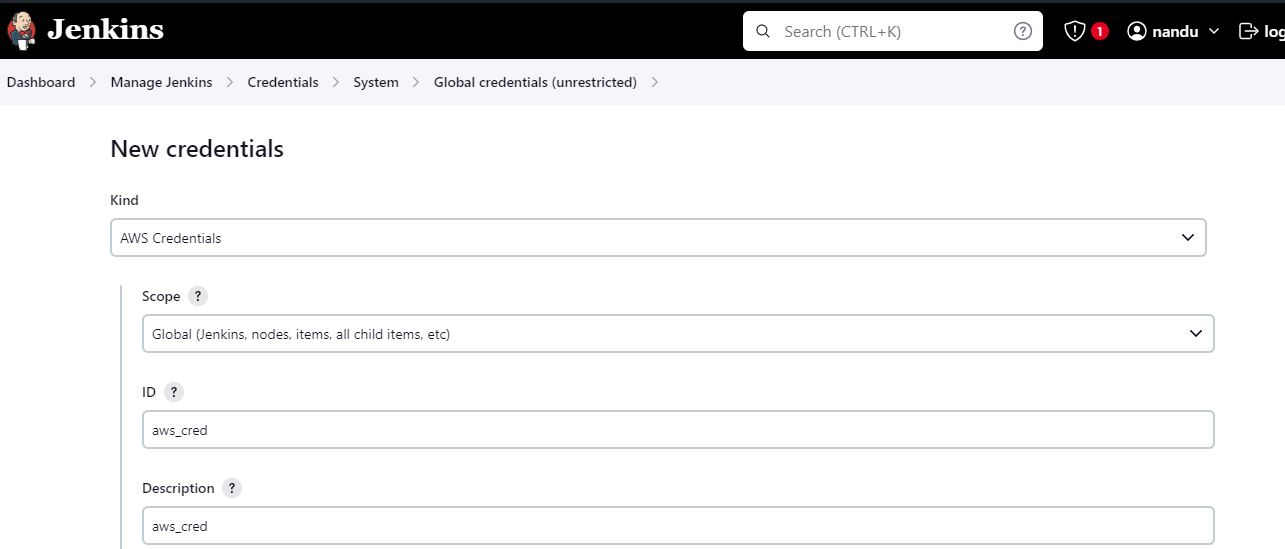 Jenkins
Search (CTRL+K) ?
1 nandu log
Dashboard Manage Jenkins Credentials System Global credentials (unrestricted)
New credentials
Kind
AWS Credentials
Scope ?
Global (Jenkins, nodes, items, all child items, etc)
ID ?
aws_cred
Description ?
aws_cred